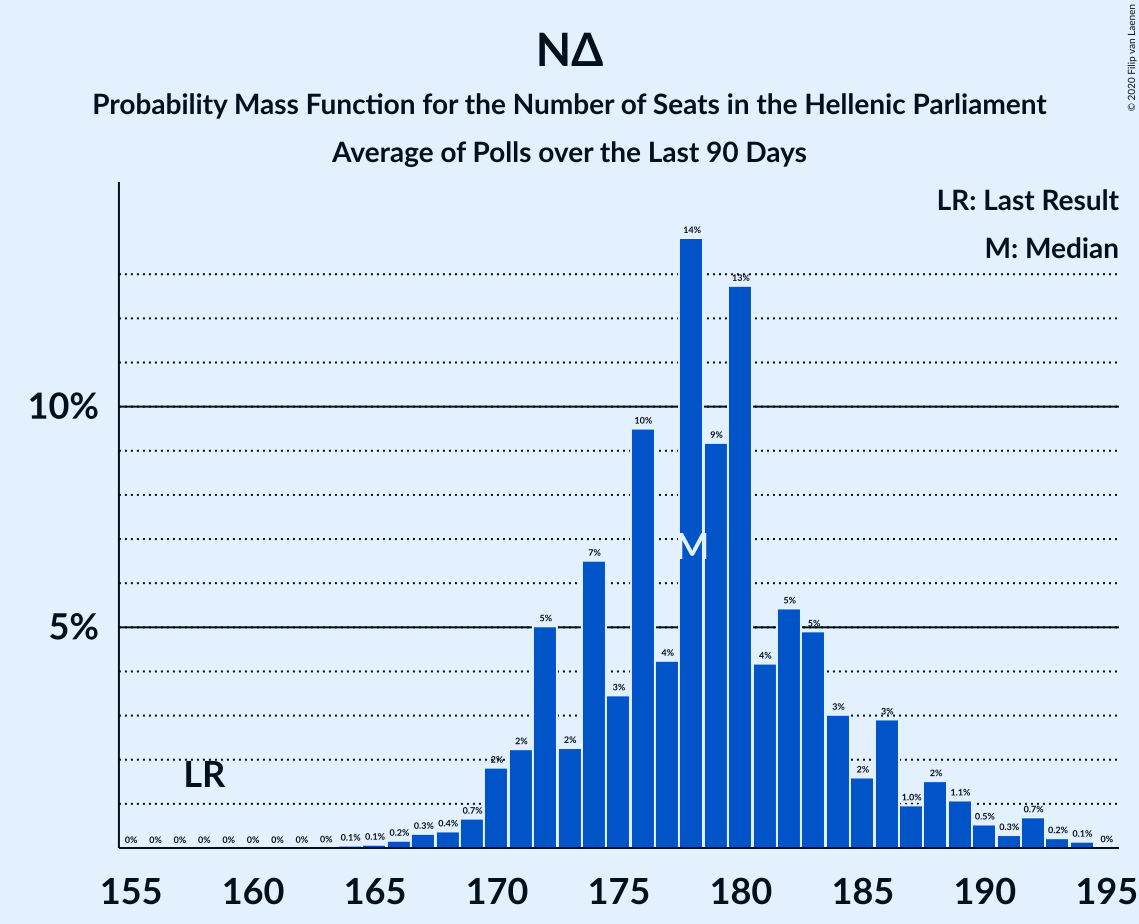 ΝΔ
Probability Mass Function for the Number of Seats in the Hellenic Parliament
Average of Polls over the Last 90 Days
© 2020 Filip van Laenen
LR: Last Result
M: Median
10%
5%
LR
M
0% 0% 0% 0% 0% 0% 0% 0% 0% 0.1% 0.1% 0.2% 0.3% 0.4% 0.7% 2% 2% 5% 2% 7% 3% 10% 4% 14% 9% 13% 4% 5% 5% 3% 2% 3% 1.0% 2% 1.1% 0.5% 0.3% 0.7% 0.2% 0.1% 0%
155 160 165 170 175 180 185 190 195